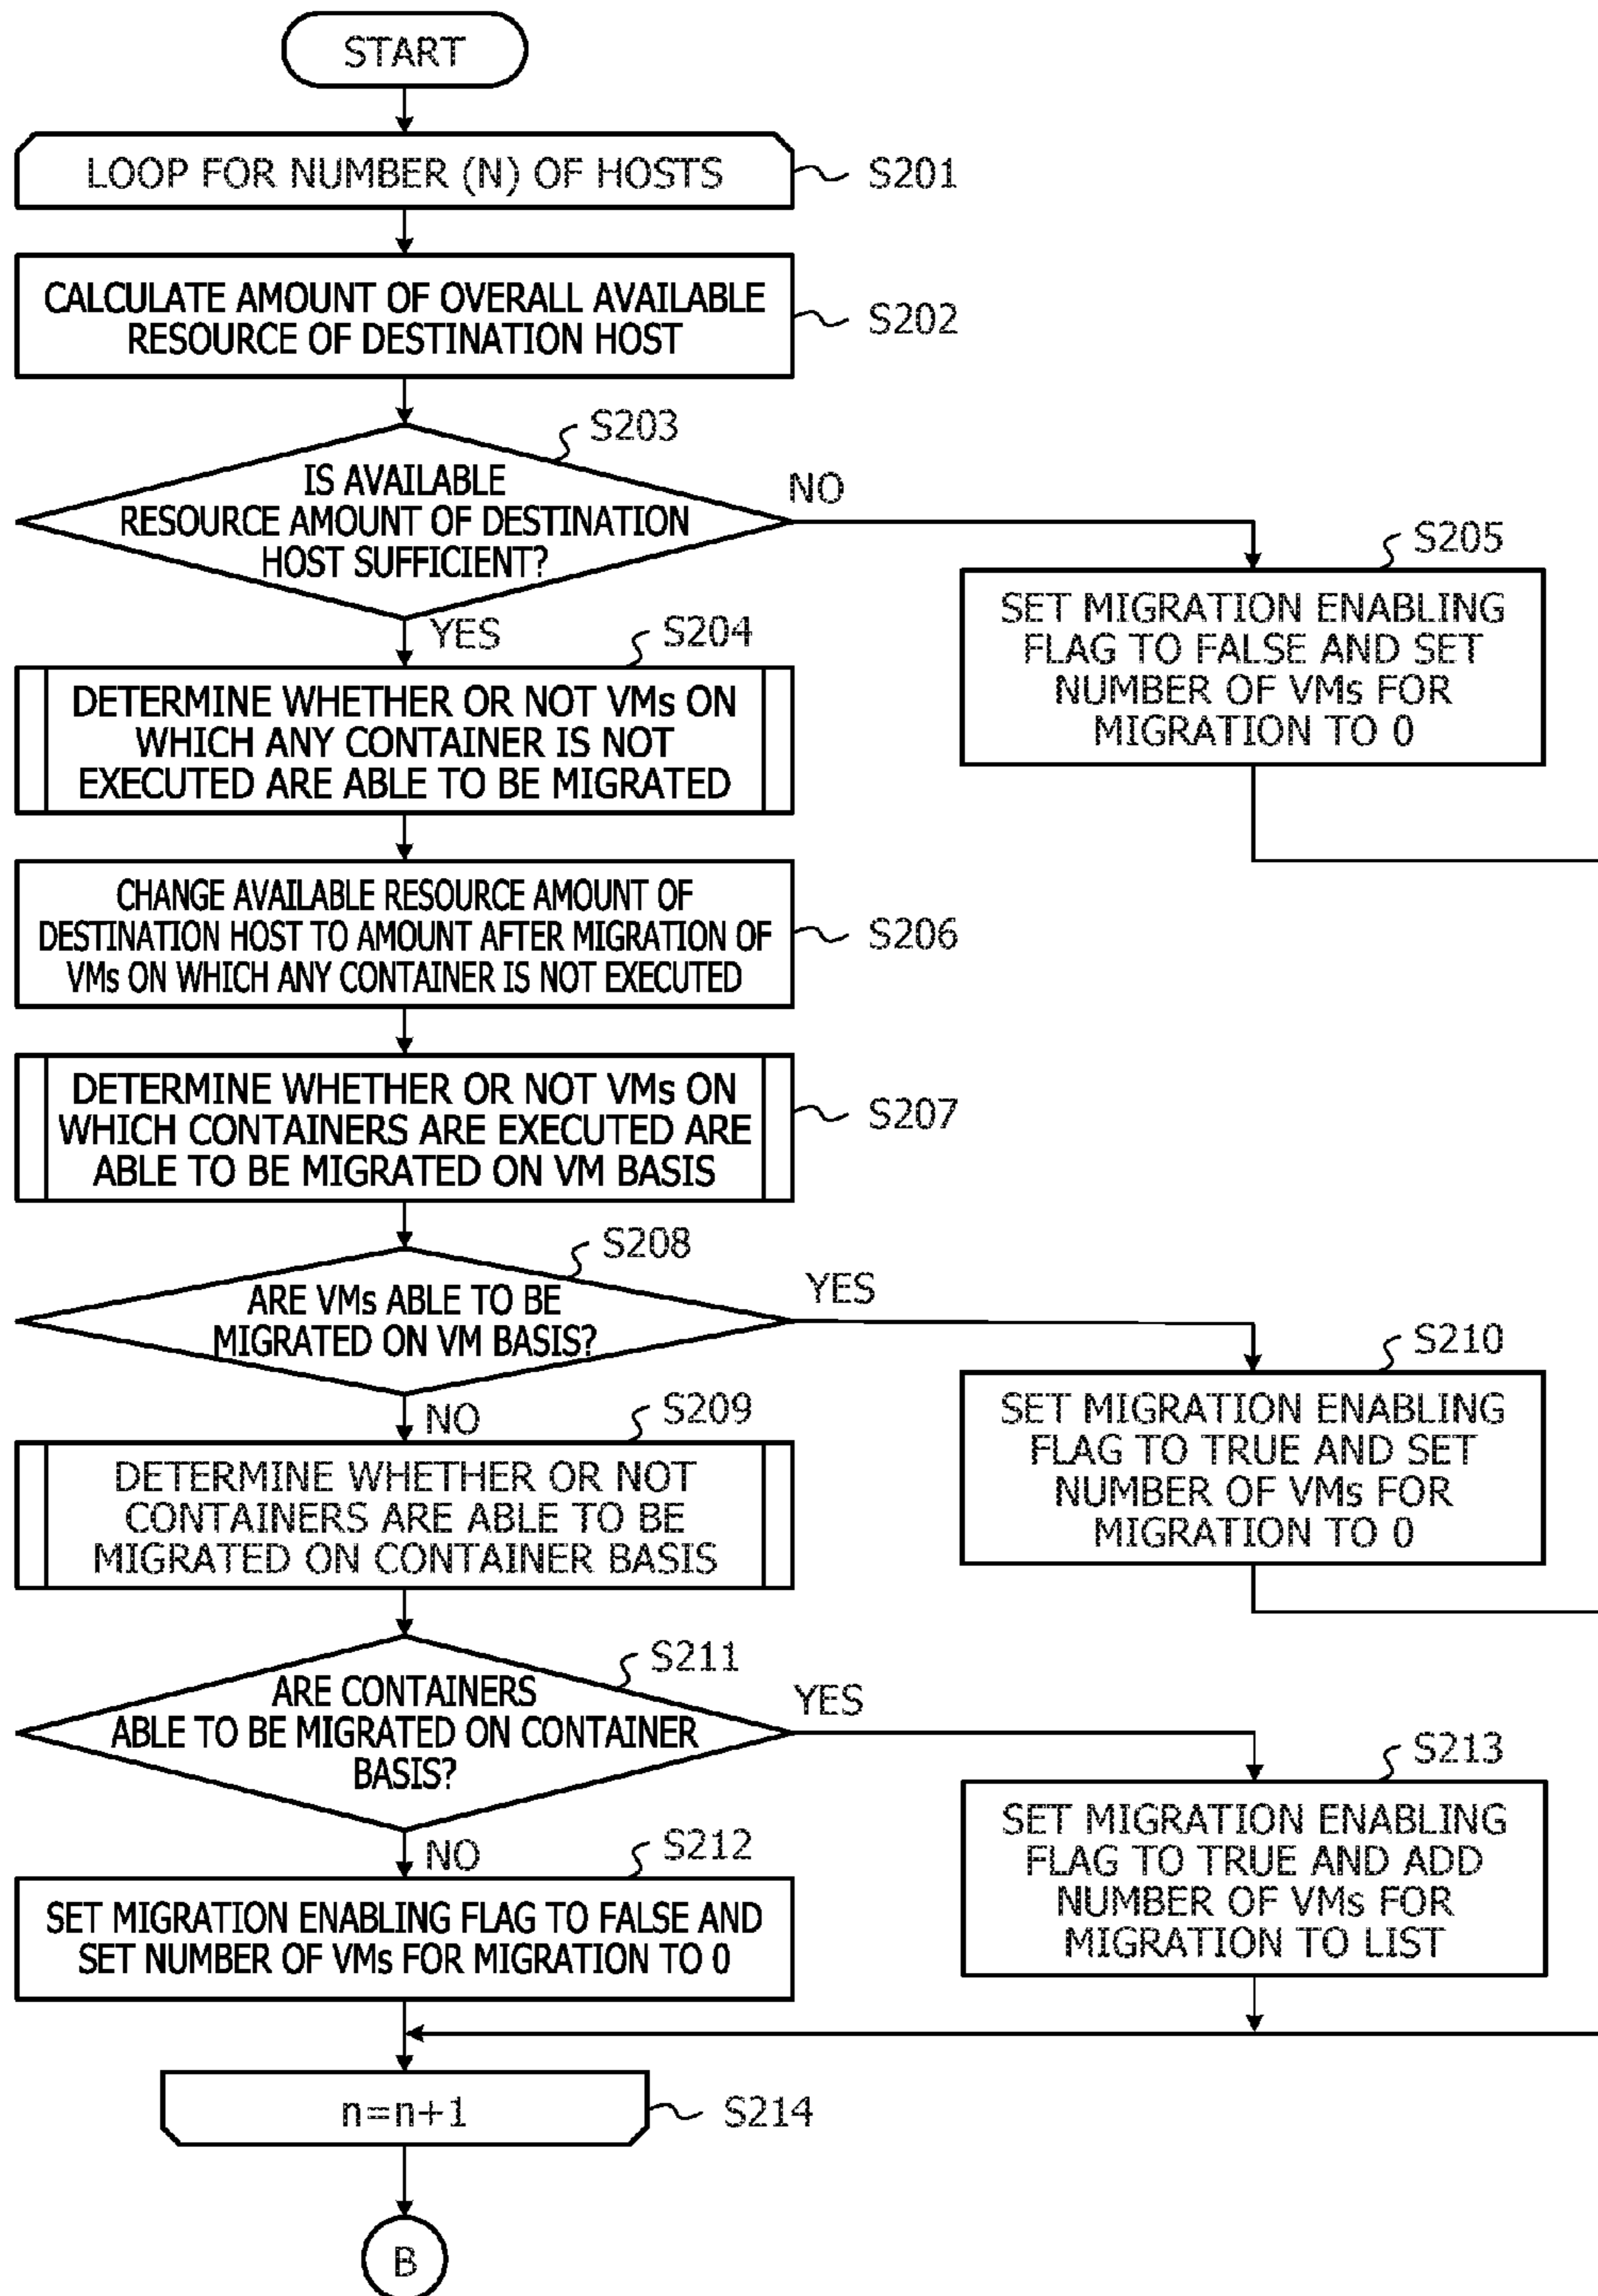 START
LOOP FOR NUMBER (N) OF HOSTS
S201
CALCULATE AMOUNT OF OVERALL AVAILABLE
RESOURCE OF DESTINATION HOST
S202
S203
IS AVAILABLE
RESOURCE AMOUNT OF DESTINATION
HOST SUFFICIENT?
NO
YES
S205
SET MIGRATION ENABLING
FLAG TO FALSE AND SET
NUMBER OF VMs FOR
MIGRATION TO 0
S204
DETERMINE WHETHER OR NOT VMs ON
WHICH ANY CONTAINER IS NOT
EXECUTED ARE ABLE TO BE MIGRATED
CHANGE AVAILABLE RESOURCE AMOUNT OF
DESTINATION HOST TO AMOUNT AFTER MIGRATION OF
VMs ON WHICH ANY CONTAINER IS NOT EXECUTED
S206
DETERMINE WHETHER OR NOT VMs ON
WHICH CONTAINERS ARE EXECUTED ARE
ABLE TO BE MIGRATED ON VM BASIS
S207
S208
ARE VMs ABLE TO BE
MIGRATED ON VM BASIS?
YES
NO
S210
SET MIGRATION ENABLING
FLAG TO TRUE AND SET
NUMBER OF VMs FOR
MIGRATION TO 0
S209
DETERMINE WHETHER OR NOT
CONTAINERS ARE ABLE TO BE
MIGRATED ON CONTAINER BASIS
S211
ARE CONTAINERS
ABLE TO BE MIGRATED ON CONTAINER
BASIS?
YES
NO
S213
SET MIGRATION ENABLING
FLAG TO TRUE AND ADD
NUMBER OF VMs FOR
MIGRATION TO LIST
S212
SET MIGRATION ENABLING FLAG TO FALSE AND
SET NUMBER OF VMs FOR MIGRATION TO 0
n=n+1
S214
B